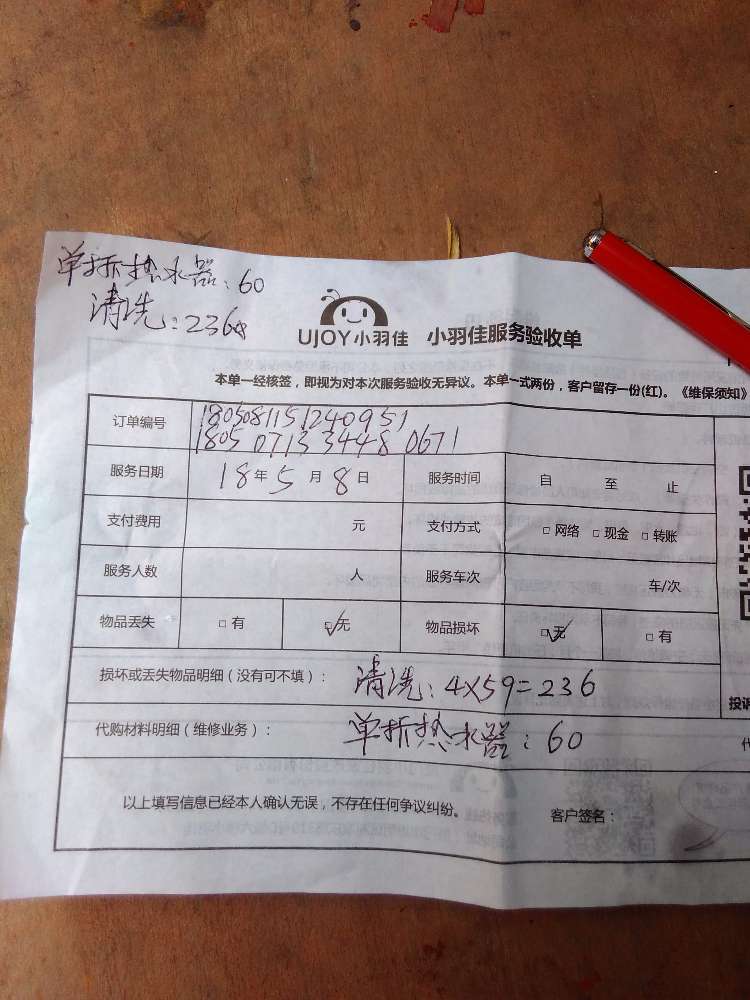 单拆热水器：60
清洗：236
UJOY小羽佳 小羽佳服务验收单
本单一经核签，即视为对本次服务验收无异议。本单一式两份，客户留存一份(红)。《维保须知》
订单编号 1805081151240951
1805 0713 3448 0671
服务日期 18年5月8日 服务时间 自 至 止
支付费用 元 支付方式 □网络 □现金 □转账
服务人数 人 服务车次 车/次
物品丢失 □有 ☑无 物品损坏 ☑无 □有
损坏或丢失物品明细（没有可不填）： 清洗：4×59=236
投诉
代购材料明细（维修业务）： 单拆热水器：60
以上填写信息已经本人确认无误，不存在任何争议纠纷。 客户签名：